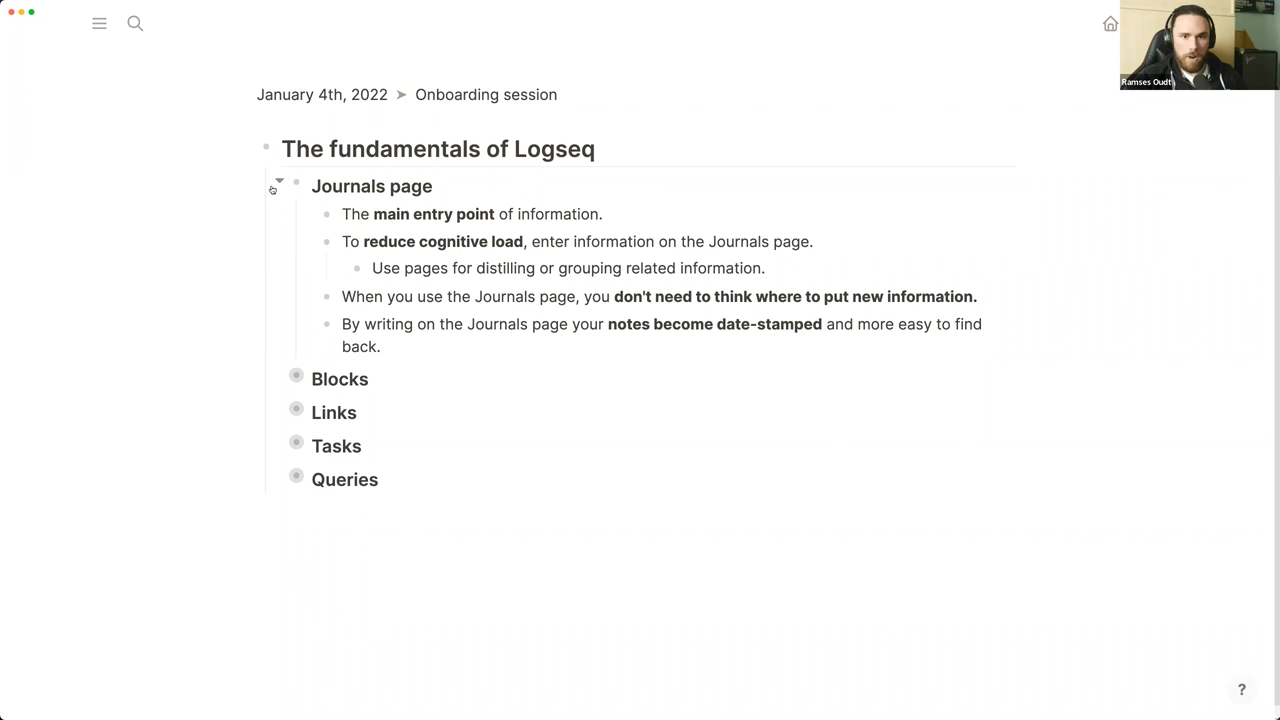 Ramses Oudt
January 4th, 2022 ➤ Onboarding session
The fundamentals of Logseq
Journals page
The main entry point of information.
To reduce cognitive load, enter information on the Journals page.
Use pages for distilling or grouping related information.
When you use the Journals page, you don't need to think where to put new information.
By writing on the Journals page your notes become date-stamped and more easy to find
back.
Blocks
Links
Tasks
Queries
?